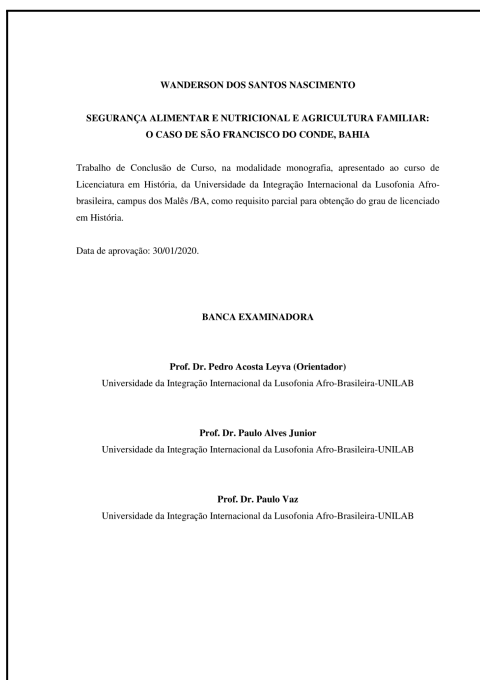 WANDERSON DOS SANTOS NASCIMENTO
SEGURANÇA ALIMENTAR E NUTRICIONAL E AGRICULTURA FAMILIAR:
O CASO DE SÃO FRANCISCO DO CONDE, BAHIA
Trabalho de Conclusão de Curso, na modalidade monografia, apresentado ao curso de
Licenciatura em História, da Universidade da Integração Internacional da Lusofonia Afro-
brasileira, campus dos Malês /BA, como requisito parcial para obtenção do grau de licenciado
em História.
Data de aprovação: 30/01/2020.
BANCA EXAMINADORA
Prof. Dr. Pedro Acosta Leyva (Orientador)
Universidade da Integração Internacional da Lusofonia Afro-Brasileira-UNILAB
Prof. Dr. Paulo Alves Junior
Universidade da Integração Internacional da Lusofonia Afro-Brasileira-UNILAB
Prof. Dr. Paulo Vaz
Universidade da Integração Internacional da Lusofonia Afro-Brasileira-UNILAB